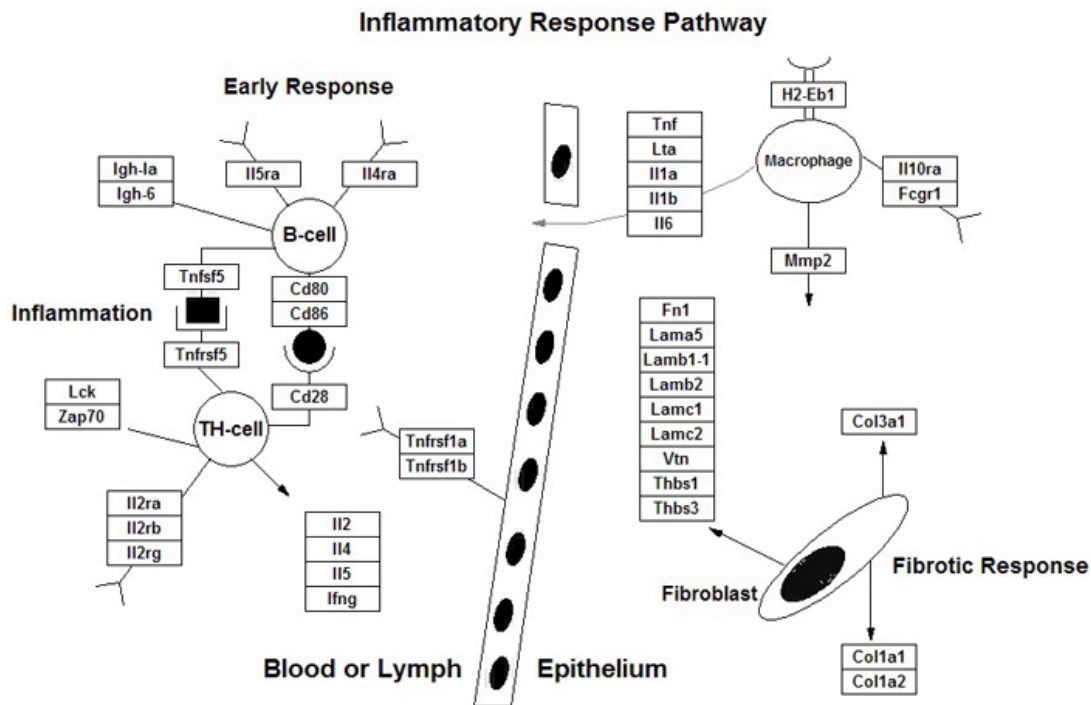 Inflammatory Response Pathway
Early Response
Igh-Ia
Igh-6
Il5ra
Il4ra
B-cell
Tnfsf5
Cd80
Cd86
Inflammation
Tnfrsf5
Cd28
Lck
Zap70
TH-cell
Il2ra
Il2rb
Il2rg
Il2
Il4
Il5
Ifng
Tnfrsf1a
Tnfrsf1b
Blood or Lymph
Epithelium
Tnf
Lta
Il1a
Il1b
Il6
H2-Eb1
Macrophage
Il10ra
Fcgr1
Mmp2
Fn1
Lama5
Lamb1-1
Lamb2
Lamc1
Lamc2
Vtn
Thbs1
Thbs3
Col3a1
Fibroblast
Fibrotic Response
Col1a1
Col1a2